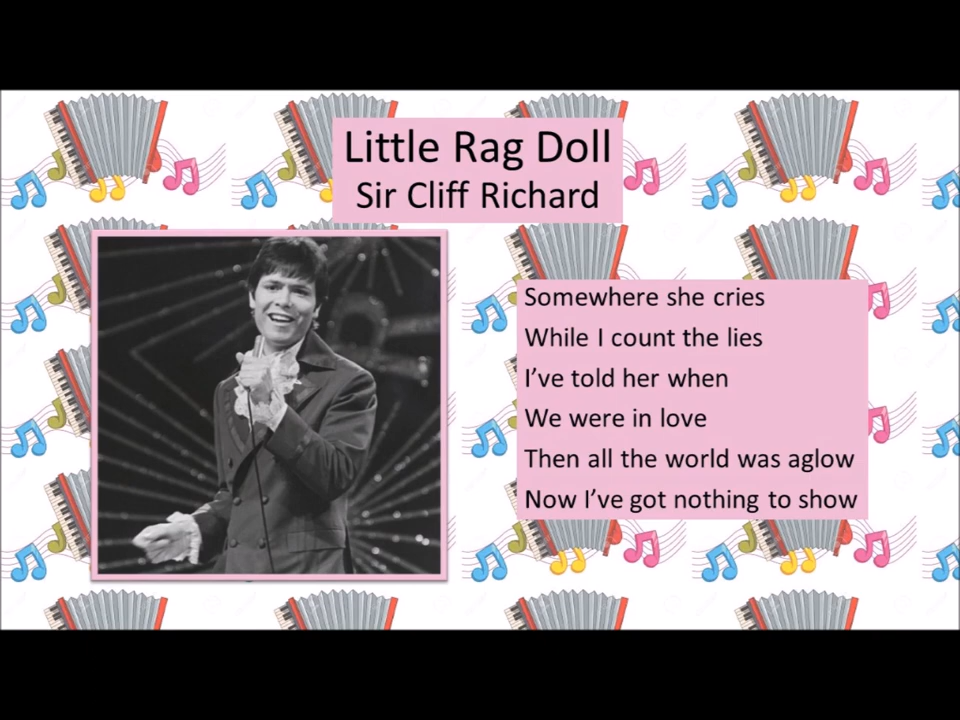 Little Rag Doll
Sir Cliff Richard
Somewhere she cries
While I count the lies
I’ve told her when
We were in love
Then all the world was aglow
Now I’ve got nothing to show